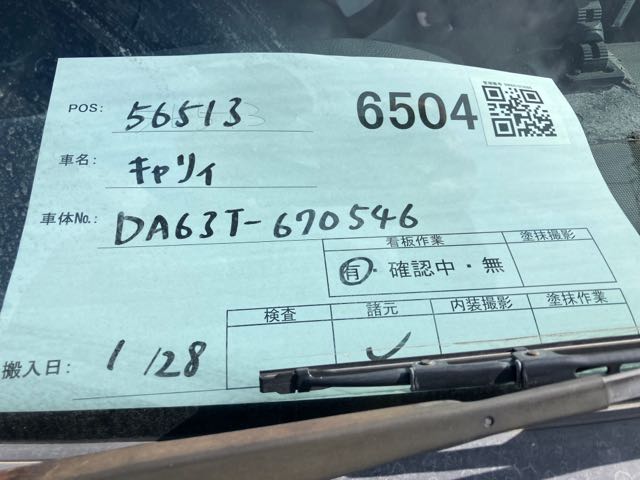 POS: 56513 6504
車名: キャリィ
車体No.: DA63T-670546
看板作業 塗抹撮影
有・確認中・無
検査 諸元 内装撮影 塗抹作業
搬入日: 1/28 ✓